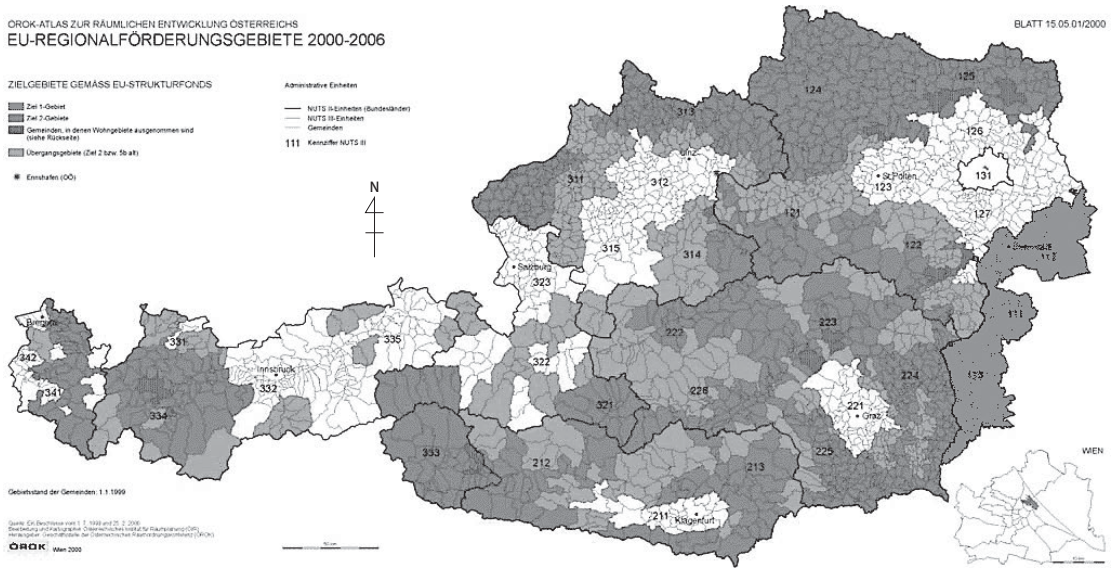 ÖROK-ATLAS ZUR RÄUMLICHEN ENTWICKLUNG ÖSTERREICHS
EU-REGIONALFÖRDERUNGSGEBIETE 2000-2006
BLATT 15.05.01/2000
ZIELGEBIETE GEMÄSS EU-STRUKTURFONDS
Ziel 1-Gebiet
Ziel 2-Gebiete
Gemeinden, in denen Wohngebiete ausgenommen sind
(siehe Rückseite)
Übergangsgebiete (Ziel 2 bzw. 5b alt)
Ennshafen (OÖ)
Administrative Einheiten
NUTS II-Einheiten (Bundesländer)
NUTS III-Einheiten
Gemeinden
111 Kennziffer NUTS III
N
124
125
313
126
Linz
131
311
312
St.Pölten
123
121
127
122
315
314
Salzburg
323
111
222
223
Bregenz
331
335
342
322
Innsbruck
332
341
226
224
321
334
221
Graz
333
212
213
225
211
Klagenfurt
WIEN
Gebietsstand der Gemeinden: 1.1.1999
ÖROK Wien 2000